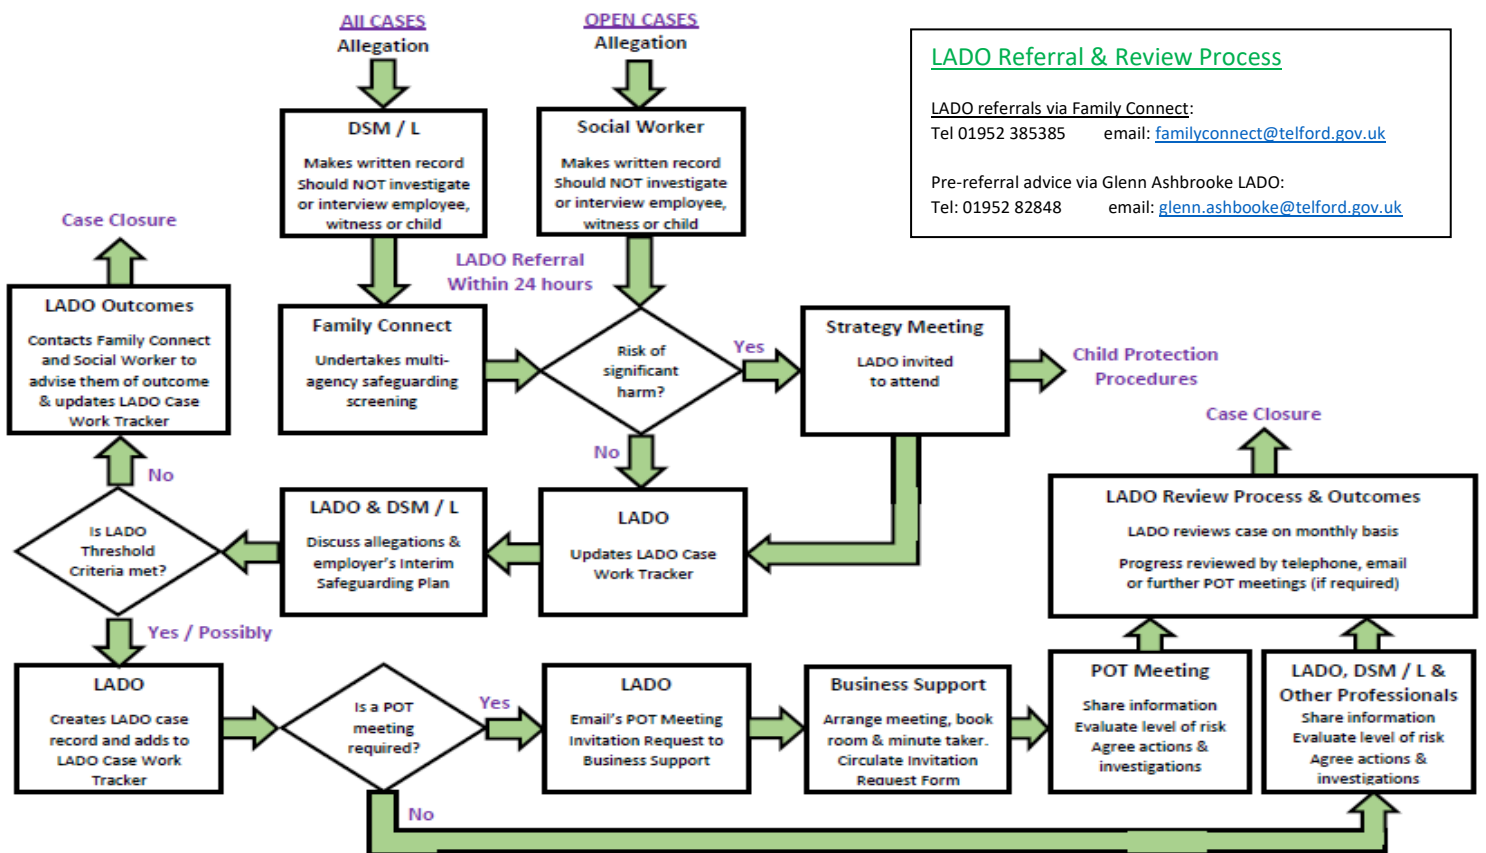 All CASES
Allegation
OPEN CASES
Allegation
LADO Referral & Review Process
LADO referrals via Family Connect:
Tel 01952 385385 email: familyconnect@telford.gov.uk
Pre-referral advice via Glenn Ashbrooke LADO:
Tel: 01952 82848 email: glenn.ashbooke@telford.gov.uk
DSM / L
Makes written record
Should NOT investigate
or interview employee,
witness or child
Social Worker
Makes written record
Should NOT investigate
or interview employee,
witness or child
LADO Referral
Within 24 hours
Case Closure
LADO Outcomes
Contacts Family Connect
and Social Worker to
advise them of outcome
& updates LADO Case
Work Tracker
Family Connect
Undertakes multi-
agency safeguarding
screening
Risk of
significant
harm?
Yes
Strategy Meeting
LADO invited
to attend
Child Protection
Procedures
No
No
Is LADO
Threshold
Criteria met?
LADO & DSM / L
Discuss allegations &
employer's Interim
Safeguarding Plan
LADO
Updates LADO Case
Work Tracker
Case Closure
LADO Review Process & Outcomes
LADO reviews case on monthly basis
Progress reviewed by telephone, email
or further POT meetings (if required)
Yes / Possibly
LADO
Creates LADO case
record and adds to
LADO Case Work
Tracker
Is a POT
meeting
required?
Yes
LADO
Email's POT Meeting
Invitation Request to
Business Support
Business Support
Arrange meeting, book
room & minute taker.
Circulate Invitation
Request Form
POT Meeting
Share information
Evaluate level of risk
Agree actions &
investigations
LADO, DSM / L &
Other Professionals
Share information
Evaluate level of risk
Agree actions &
investigations
No